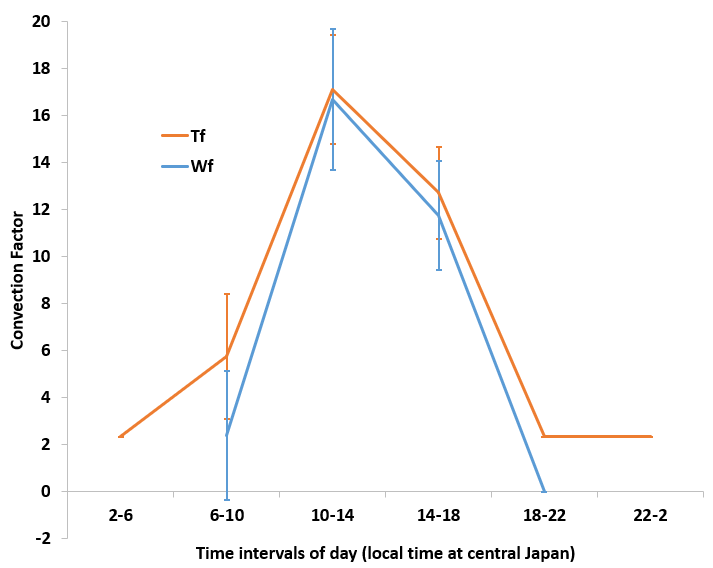 20
18
16
14
12
10
8
6
4
2
0
-2
Convection Factor
Tf
Wf
2-6 6-10 10-14 14-18 18-22 22-2
Time intervals of day (local time at central Japan)